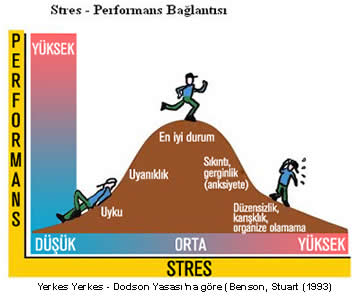 Stres - Performans Bağlantısı
PERFORMANS
YÜKSEK
En iyi durum
Uyanıklık
Sıkıntı,
gerginlik
(anksiyete)
Uyku
Düzensizlik,
karışklık,
organize olamama
DÜŞÜK
ORTA
YÜKSEK
STRES
Yerkes Yerkes - Dodson Yasası'na göre (Benson, Stuart (1993)